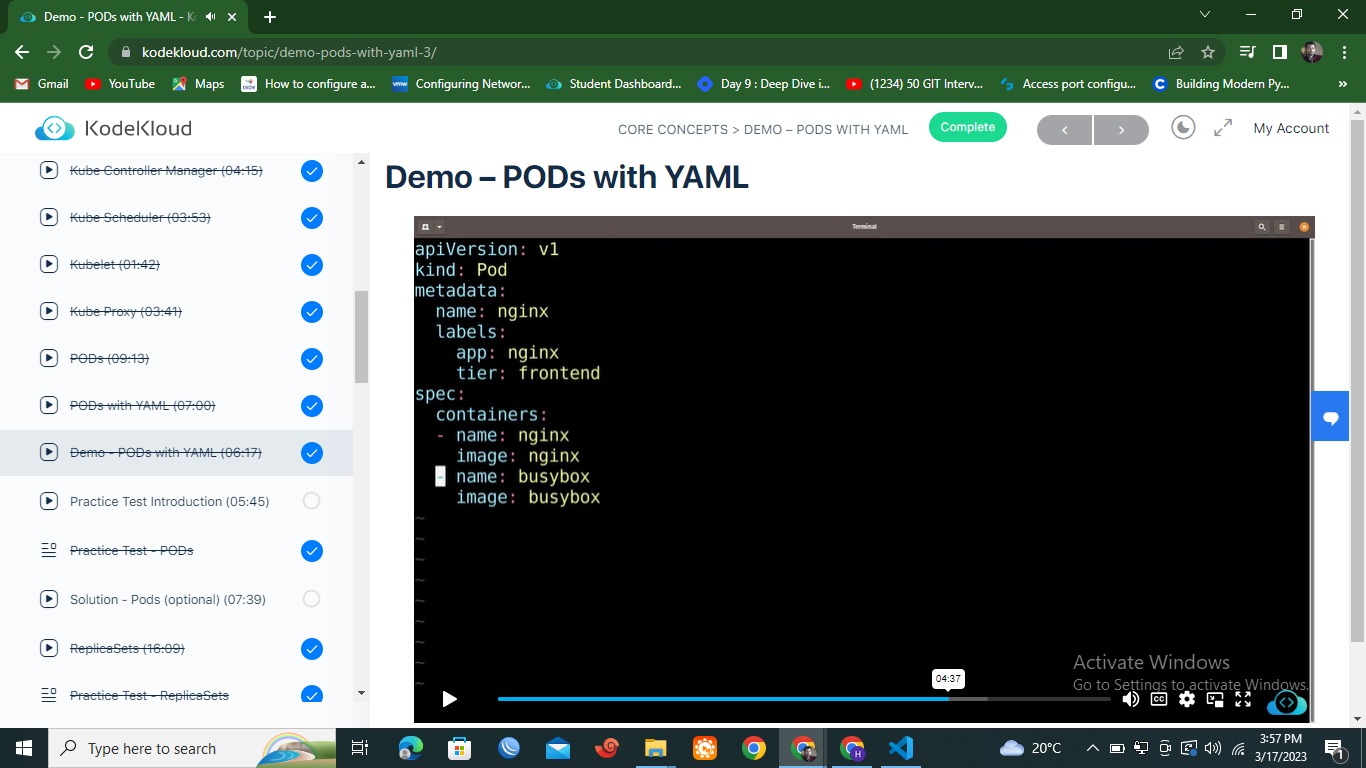 Demo - PODs with YAML - K
kodekloud.com/topic/demo-pods-with-yaml-3/
Gmail YouTube Maps How to configure a... Configuring Networ... Student Dashboard... Day 9 : Deep Dive i... (1234) 50 GIT Interv... Access port configu... Building Modern Py... »
KodeKloud
CORE CONCEPTS > DEMO – PODS WITH YAML
Complete
My Account
Kube Controller Manager (04:15)
Kube Scheduler (03:53)
Kubelet (01:42)
Kube Proxy (03:41)
PODs (09:13)
PODs with YAML (07:00)
Demo - PODs with YAML (06:17)
Practice Test Introduction (05:45)
Practice Test - PODs
Solution - Pods (optional) (07:39)
ReplicaSets (16:09)
Practice Test - ReplicaSets
Demo – PODs with YAML
Terminal
apiVersion: v1
kind: Pod
metadata:
  name: nginx
  labels:
    app: nginx
    tier: frontend
spec:
  containers:
  - name: nginx
    image: nginx
  - name: busybox
    image: busybox
~
~
~
~
~
~
~
~
~
04:37
CC
Activate Windows
Go to Settings to activate Windows.
Type here to search
20°C
3:57 PM
3/17/2023
1